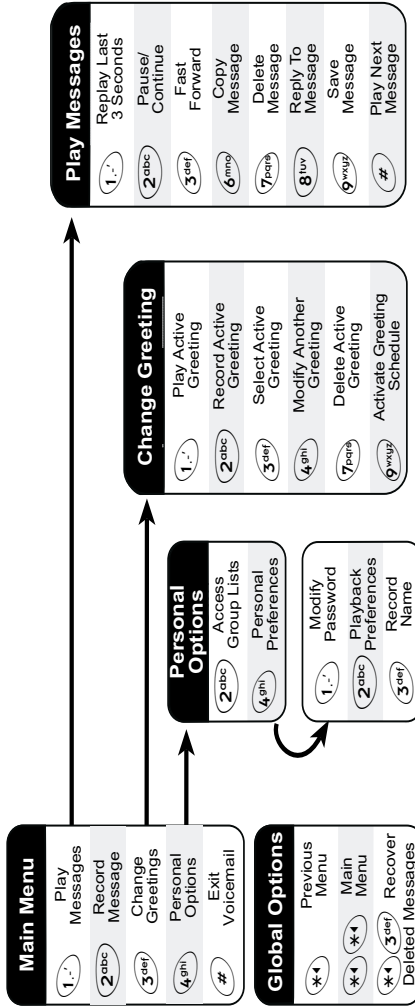 Main Menu
1.-' Play
Messages
2abc Record
Message
3def Change
Greetings
4ghi Personal
Options
# Exit
Voicemail
Global Options
* Previous
Menu
* * Main
Menu
* 3def Recover
Deleted Messages
Personal
Options
2abc Access
Group Lists
4ghi Personal
Preferences
1.-' Modify
Password
2abc Playback
Preferences
3def Record
Name
Change Greeting
1.-' Play Active
Greeting
2abc Record Active
Greeting
3def Select Active
Greeting
4ghi Modify Another
Greeting
7pqrs Delete Active
Greeting
9wxyz Activate Greeting
Schedule
Play Messages
1.-' Replay Last
3 Seconds
2abc Pause/
Continue
3def Fast
Forward
6mno Copy
Message
7pqrs Delete
Message
8tuv Reply To
Message
9wxyz Save
Message
# Play Next
Message